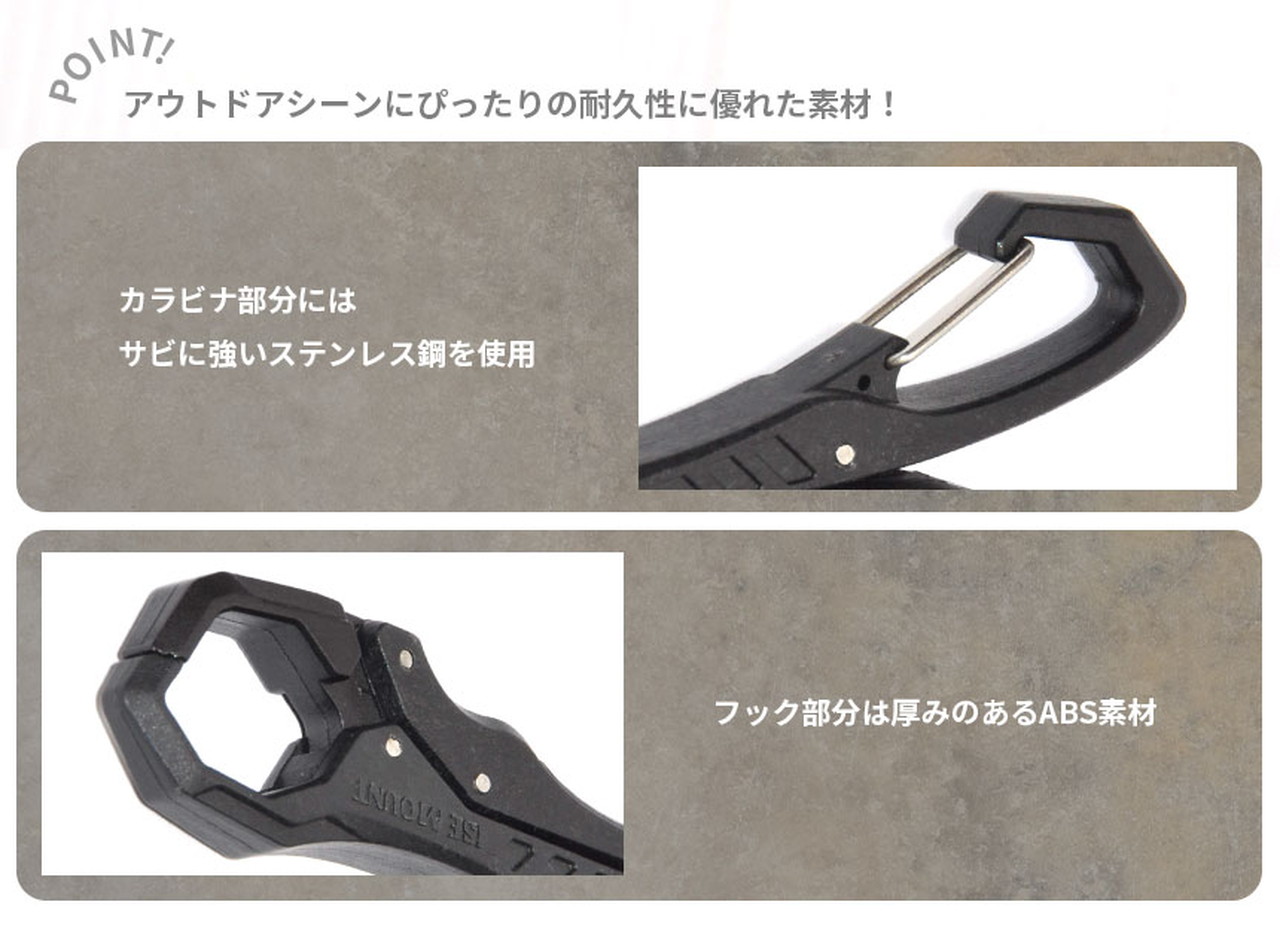 POINT!
アウトドアシーンにぴったりの耐久性に優れた素材！
カラビナ部分には
サビに強いステンレス鋼を使用
フック部分は厚みのあるABS素材
ISE MOUNT